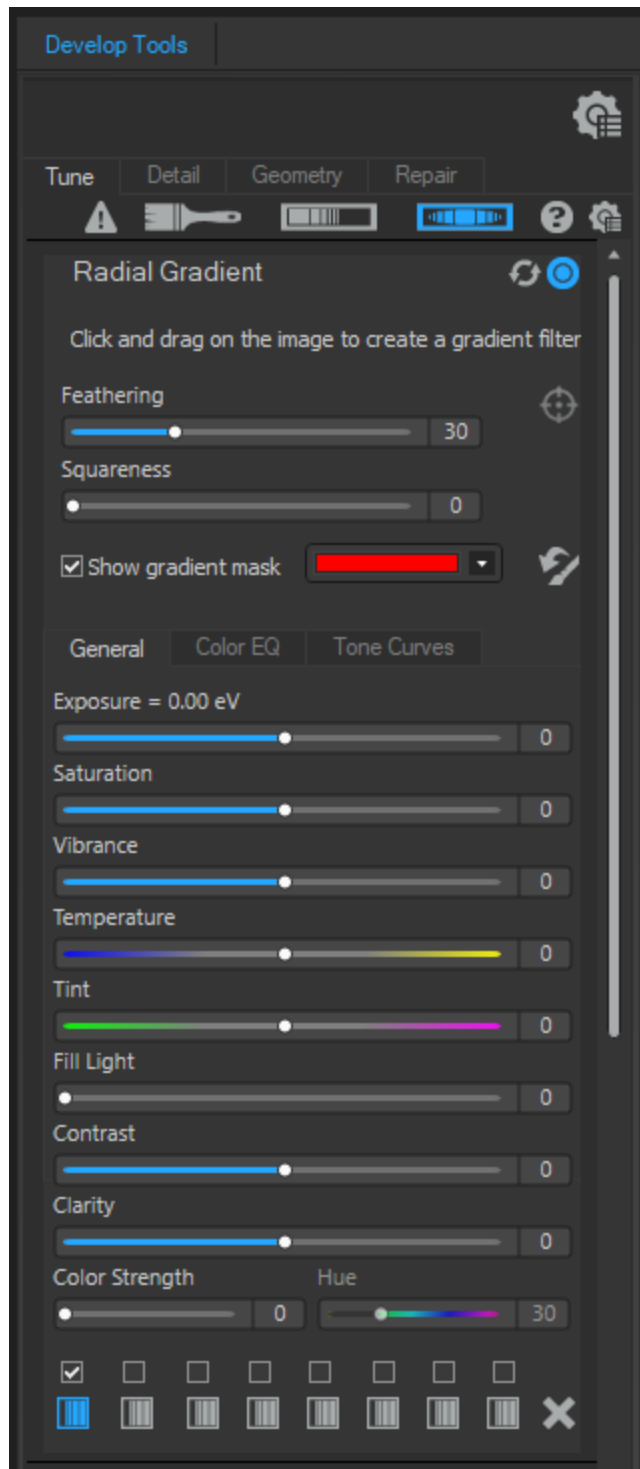 Develop Tools
Tune Detail Geometry Repair
?
Radial Gradient
Click and drag on the image to create a gradient filter
Feathering
30
Squareness
0
Show gradient mask
General Color EQ Tone Curves
Exposure = 0.00 eV
0
Saturation
0
Vibrance
0
Temperature
0
Tint
0
Fill Light
0
Contrast
0
Clarity
0
Color Strength Hue
0 30